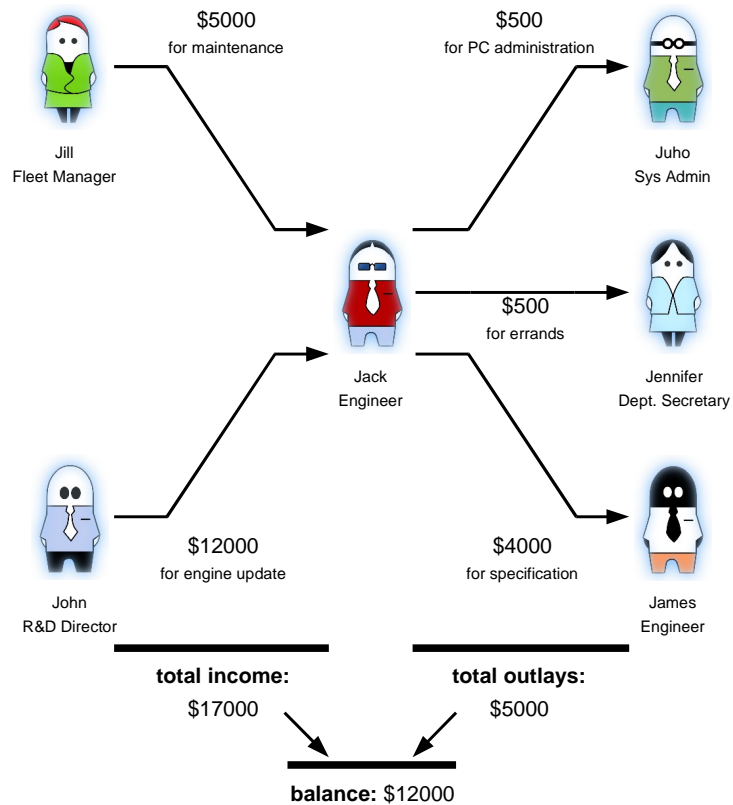 $5000
for maintenance
$500
for PC administration
Jill
Fleet Manager
Juho
Sys Admin
$500
for errands
Jack
Engineer
Jennifer
Dept. Secretary
$12000
for engine update
$4000
for specification
John
R&D Director
James
Engineer
total income:
$17000
total outlays:
$5000
balance: $12000